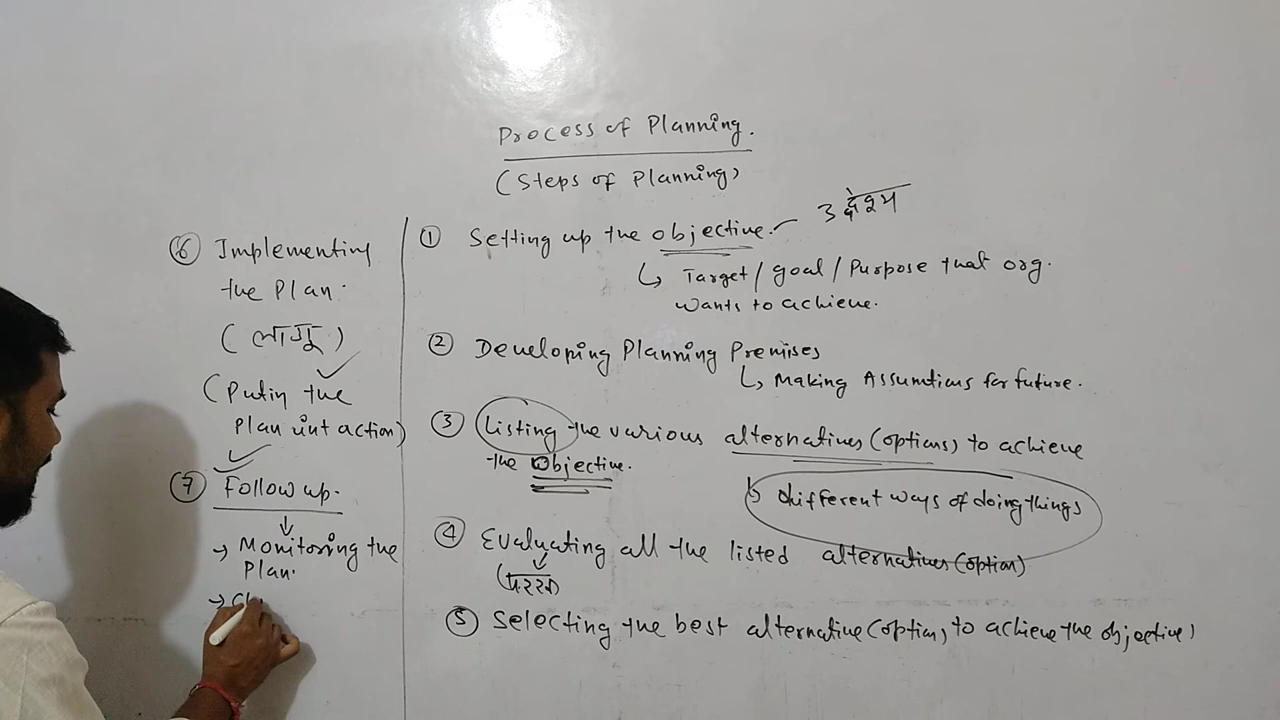 Process of Planning.
(Steps of Planning)
① Setting up the objective. उद्देश्य
↳ Target / goal / Purpose that org.
wants to achieve.
② Developing Planning Premises
↳ Making Assumtions for future.
③ Listing the various alternatives (options) to achieve
the Objective.
↳ different ways of doing things
④ Evaluating all the listed alternatives (option)
(परख)
⑤ Selecting the best alternative (option) to achieve the objective)
⑥ Implementing
the Plan.
(लागू)
(Putin the
Plan int action)
⑦ Follow up.
→ Monitoring the
Plan.